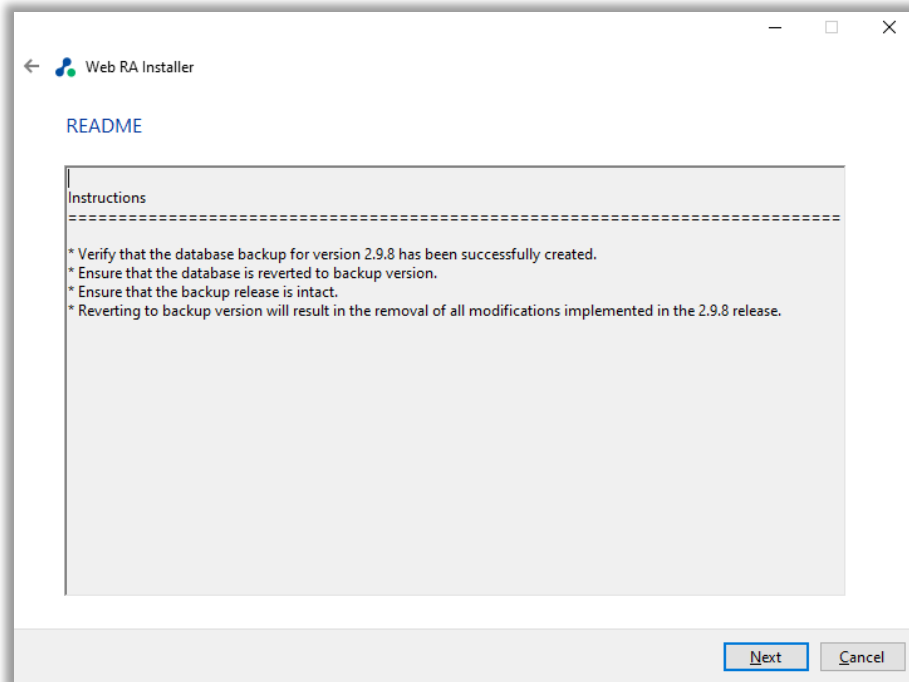 Web RA Installer
README
Instructions
=============================================================================
* Verify that the database backup for version 2.9.8 has been successfully created.
* Ensure that the database is reverted to backup version.
* Ensure that the backup release is intact.
* Reverting to backup version will result in the removal of all modifications implemented in the 2.9.8 release.
Next Cancel